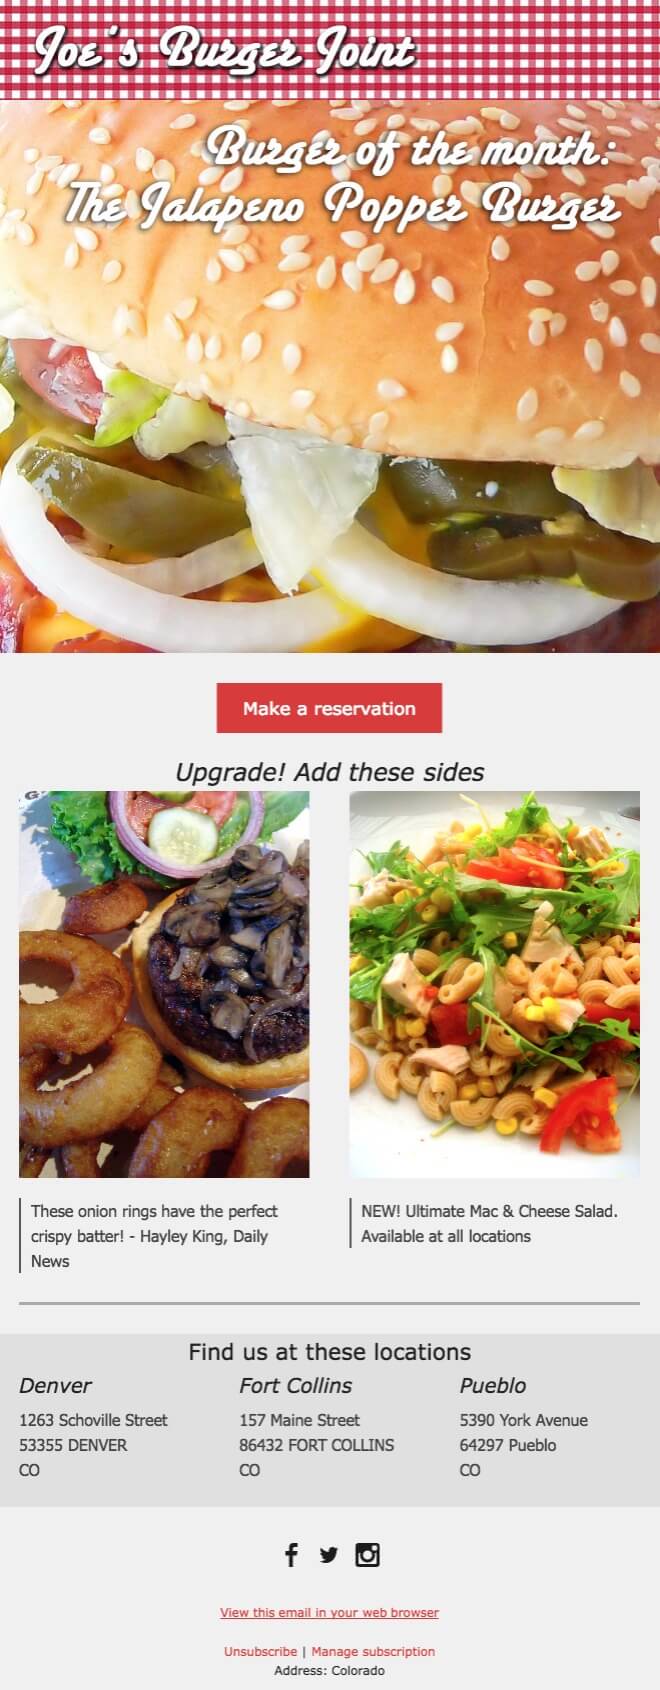 Joe's Burger Joint
Burger of the month:
The Jalapeno Popper Burger
Make a reservation
Upgrade! Add these sides
These onion rings have the perfect
crispy batter! - Hayley King, Daily
News
NEW! Ultimate Mac & Cheese Salad.
Available at all locations
Find us at these locations
Denver
1263 Schoville Street
53355 DENVER
CO
Fort Collins
157 Maine Street
86432 FORT COLLINS
CO
Pueblo
5390 York Avenue
64297 Pueblo
CO
View this email in your web browser
Unsubscribe | Manage subscription
Address: Colorado